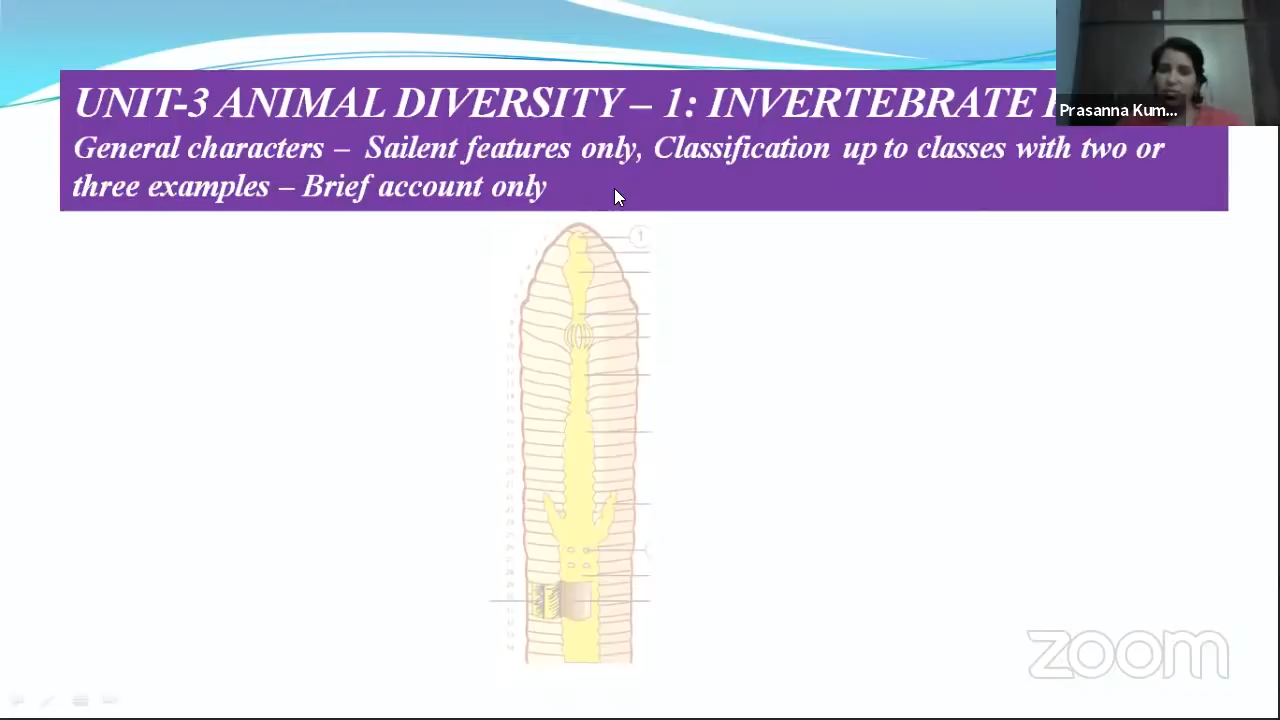 UNIT-3 ANIMAL DIVERSITY – 1: INVERTEBRATE
Prasanna Kum...
General characters – Sailent features only, Classification up to classes with two or
three examples – Brief account only
1
zoom